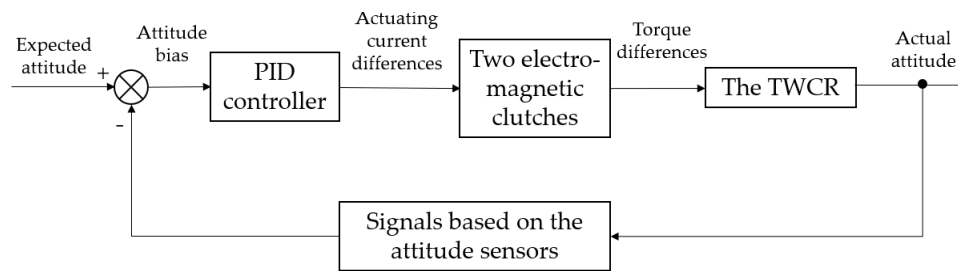 Expected
attitude
+
-
Attitude
bias
PID
controller
Actuating
current
differences
Two electro-
magnetic
clutches
Torque
differences
The TWCR
Actual
attitude
Signals based on the
attitude sensors